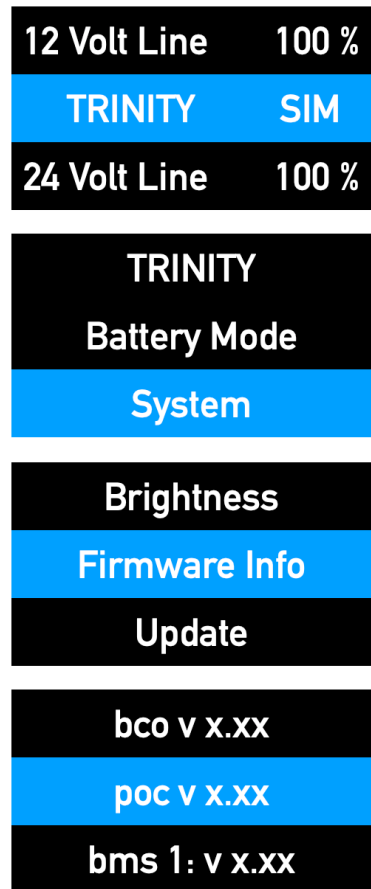 12 Volt Line 100 %
TRINITY SIM
24 Volt Line 100 %
TRINITY
Battery Mode
System
Brightness
Firmware Info
Update
bco v x.xx
poc v x.xx
bms 1: v x.xx